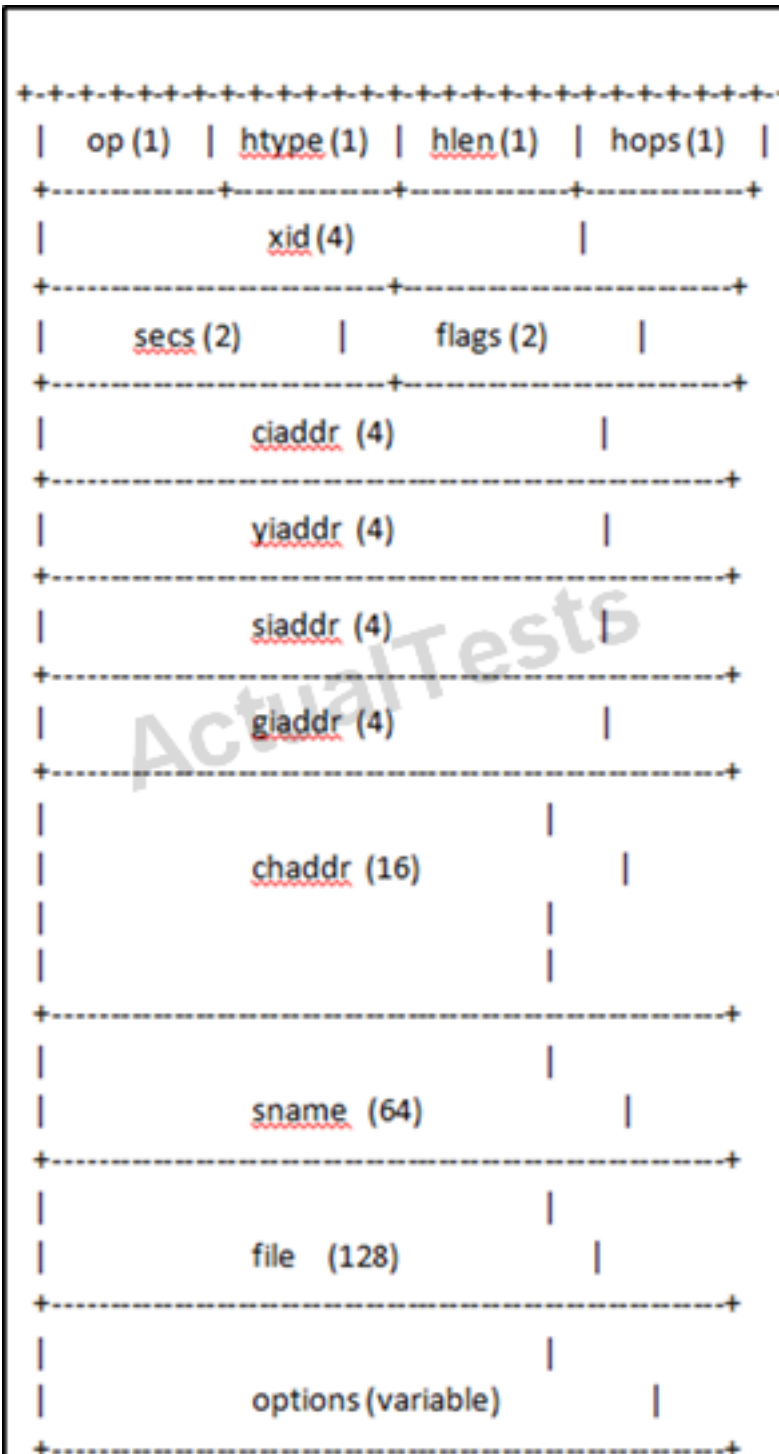 +-+-+-+-+-+-+-+-+-+-+-+-+-+-+-+-+-+-+-+-+-+-+-+-+-+-+-+-
| op (1) | htype (1) | hlen (1) | hops (1) |
+---------------+---------------+---------------+---------------+
| xid (4) |
+-------------------------------+-------------------------------+
| secs (2) | flags (2) |
+-------------------------------+-------------------------------+
| ciaddr (4) |
+---------------------------------------------------------------+
| yiaddr (4) |
+---------------------------------------------------------------+
| siaddr (4) |
+---------------------------------------------------------------+
ActualTests
| giaddr (4) |
+---------------------------------------------------------------+
| |
| chaddr (16) |
| |
| |
+---------------------------------------------------------------+
| |
| sname (64) |
+---------------------------------------------------------------+
| |
| file (128) |
+---------------------------------------------------------------+
| |
| options (variable) |
+---------------------------------------------------------------+